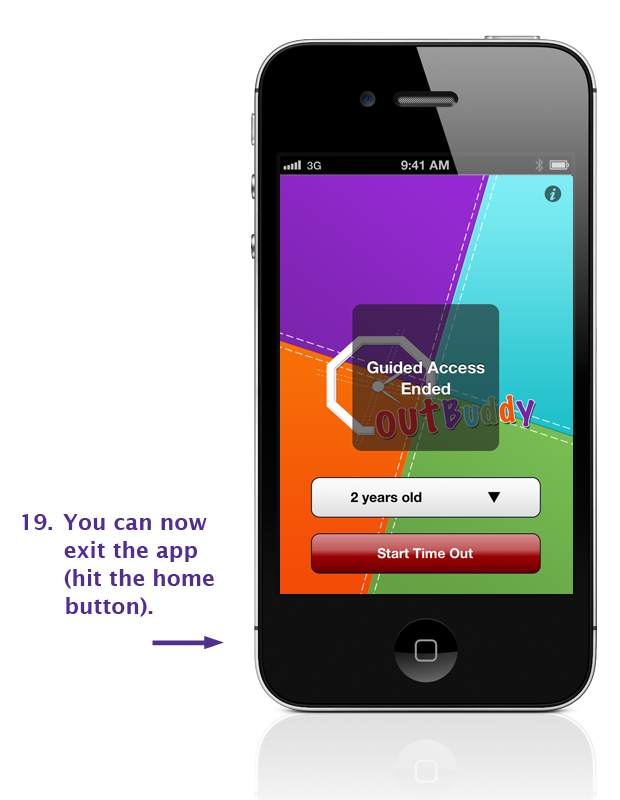 3G 9:41 AM
i
Guided Access
Ended
outBuddy
2 years old
Start Time Out
19. You can now
exit the app
(hit the home
button).